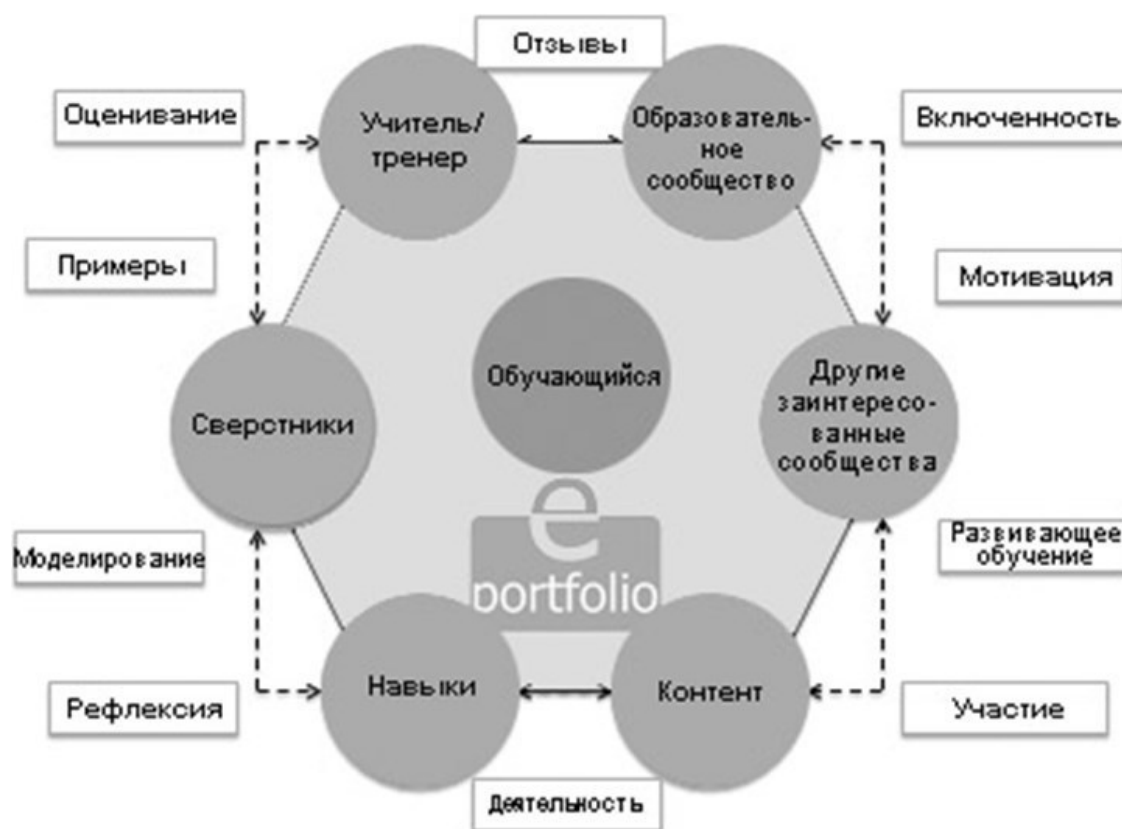 Отзывы
Оценивание
Учитель/
тренер
Образователь-
ное
сообщество
Включенность
Примеры
Мотивация
Обучающийся
Сверстники
Другие
заинтересо-
ванные
сообщества
Моделирование
Развивающее
обучение
e
portfolio
Навыки
Контент
Рефлексия
Участие
Деятельность